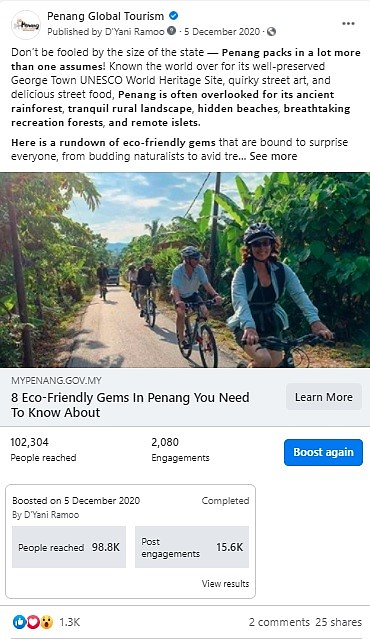 Penang Global Tourism
Published by D'Yani Ramoo · 5 December 2020 ·
Don't be fooled by the size of the state — Penang packs in a lot more
than one assumes! Known the world over for its well-preserved
George Town UNESCO World Heritage Site, quirky street art, and
delicious street food, Penang is often overlooked for its ancient
rainforest, tranquil rural landscape, hidden beaches, breathtaking
recreation forests, and remote islets.
Here is a rundown of eco-friendly gems that are bound to surprise
everyone, from budding naturalists to avid tre... See more
MYPENANG.GOV.MY
8 Eco-Friendly Gems In Penang You Need
To Know About
Learn More
102,304
People reached
2,080
Engagements
Boost again
Boosted on 5 December 2020
Completed
By D'Yani Ramoo
People reached 98.8K
Post
engagements 15.6K
View results
1.3K
2 comments 25 shares